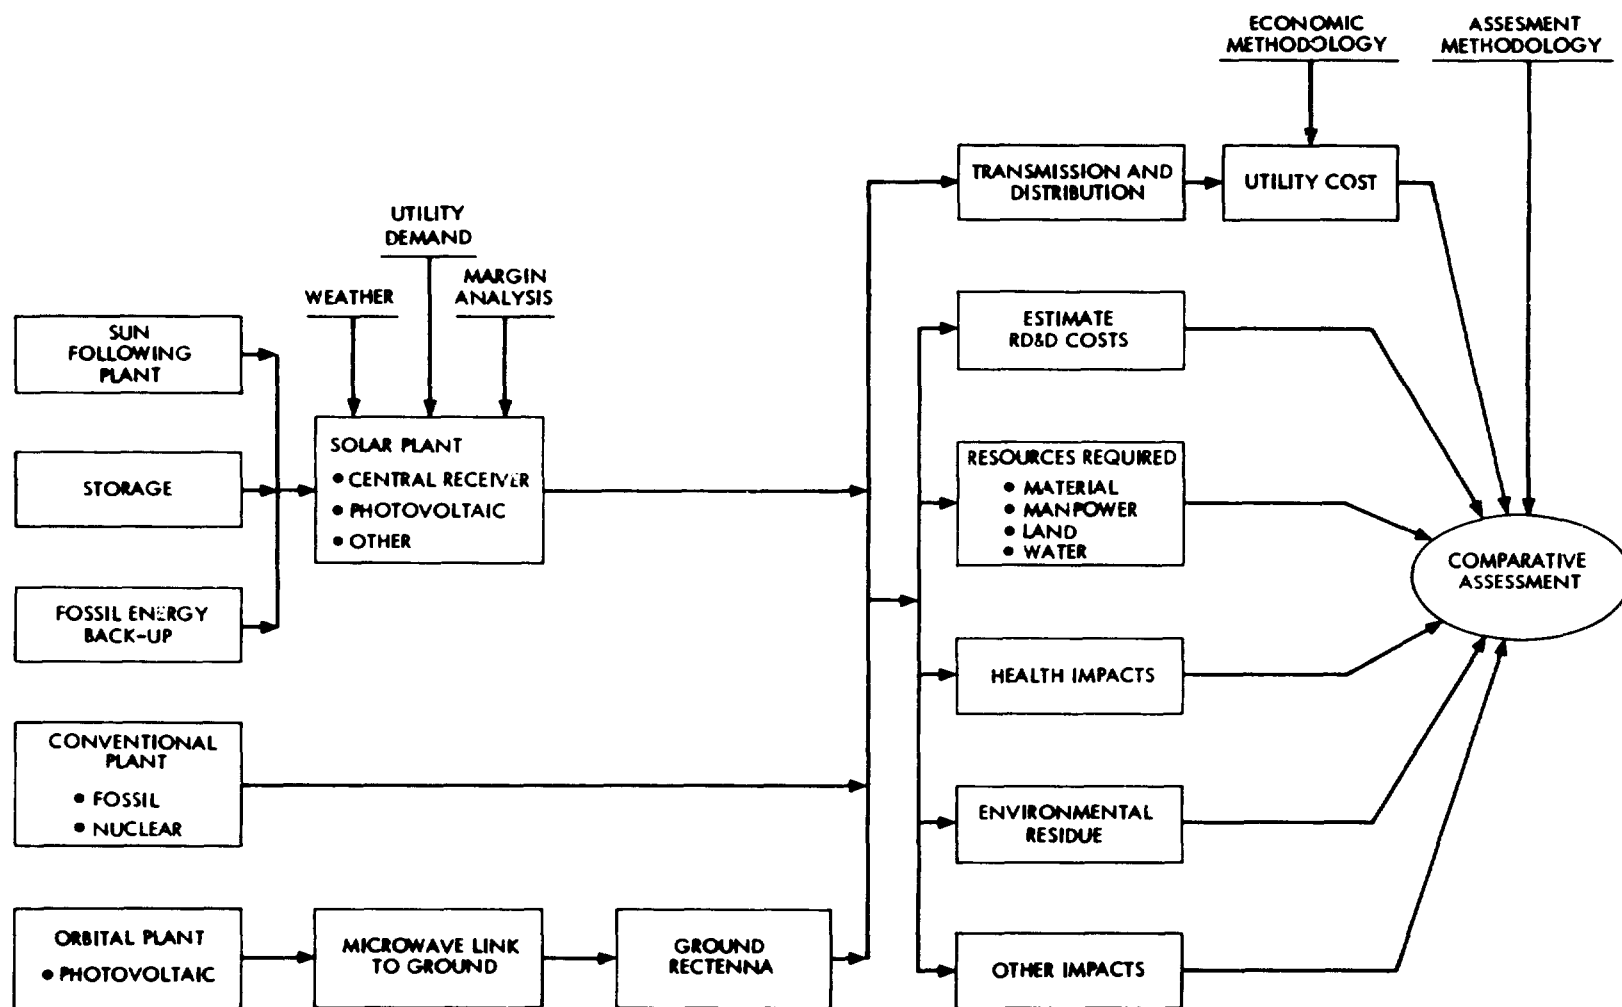 ECONOMIC
METHODOLOGY
ASSESMENT
METHODOLOGY
TRANSMISSION AND
DISTRIBUTION
UTILITY COST
UTILITY
DEMAND
WEATHER
MARGIN
ANALYSIS
SUN
FOLLOWING
PLANT
STORAGE
FOSSIL ENERGY
BACK-UP
SOLAR PLANT
• CENTRAL RECEIVER
• PHOTOVOLTAIC
• OTHER
CONVENTIONAL
PLANT
• FOSSIL
• NUCLEAR
ORBITAL PLANT
• PHOTOVOLTAIC
MICROWAVE LINK
TO GROUND
GROUND
RECTENNA
ESTIMATE
RD&D COSTS
RESOURCES REQUIRED
• MATERIAL
• MANPOWER
• LAND
• WATER
HEALTH IMPACTS
ENVIRONMENTAL
RESIDUE
OTHER IMPACTS
COMPARATIVE
ASSESSMENT